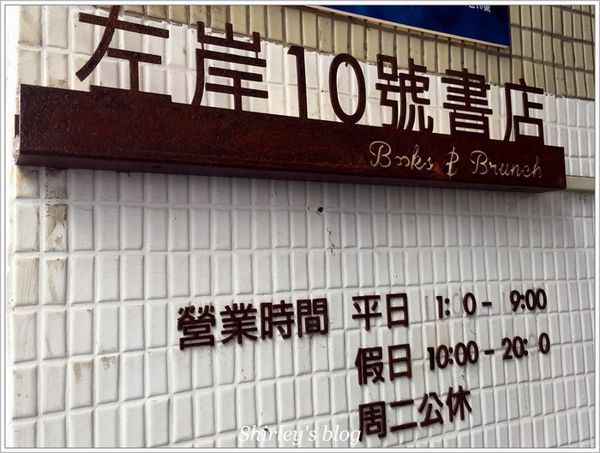 左岸10號書店
Books & Brunch
營業時間 平日 1: 0 - 9:00
假日 10:00 - 20: 0
周二公休
Shirley's blog